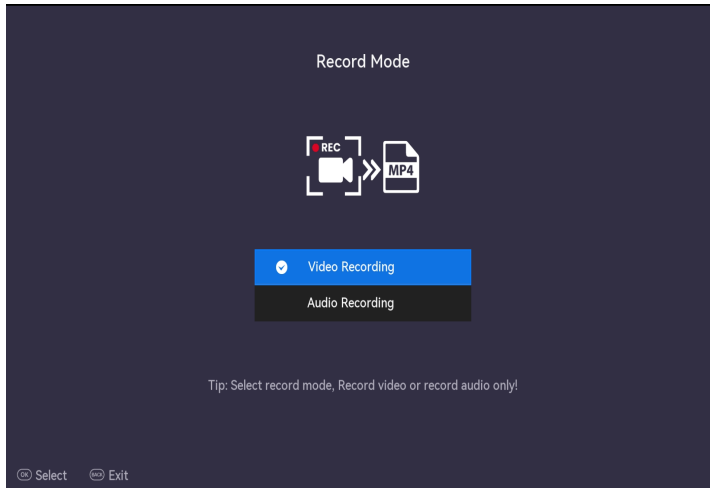 Record Mode
REC
MP4
Video Recording
Audio Recording
Tip: Select record mode, Record video or record audio only!
OK Select BACK Exit